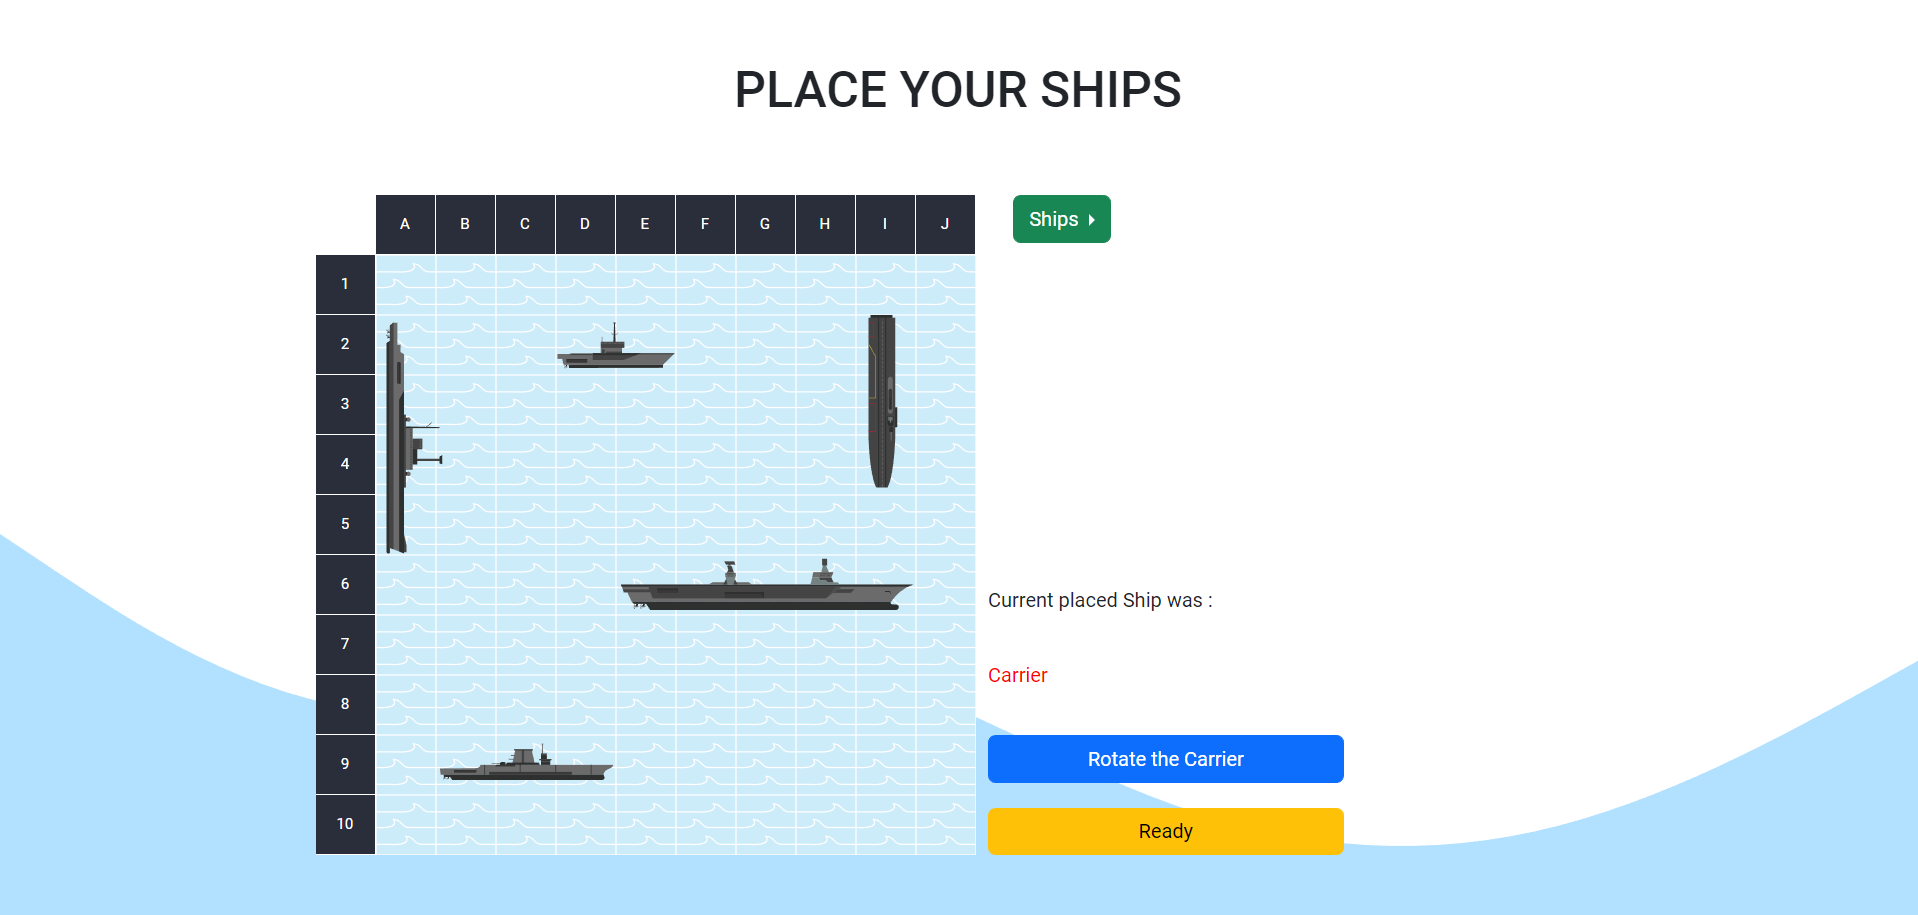 PLACE YOUR SHIPS
A B C D E F G H I J
Ships
1
2
3
4
5
6
7
8
9
10
Current placed Ship was :
Carrier
Rotate the Carrier
Ready